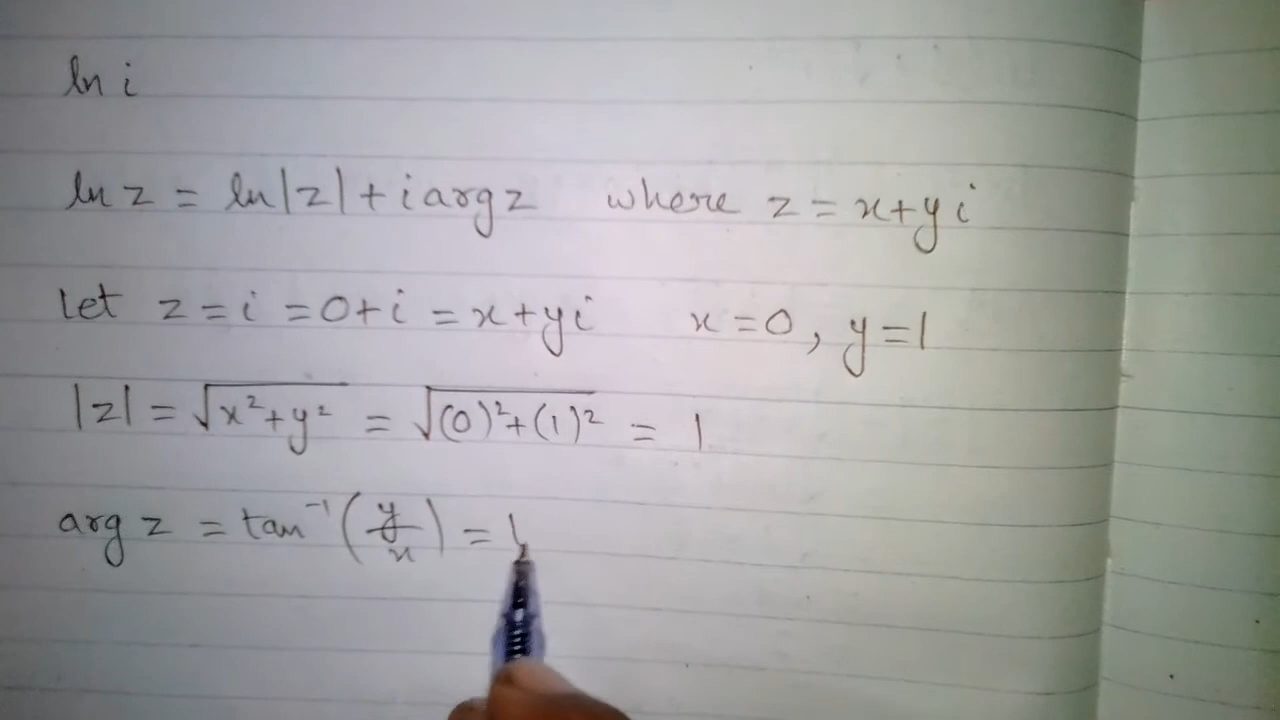 ln i
ln z = ln|z| + i arg z where z = x+yi
Let z = i = 0+i = x+yi x=0, y=1
|z| = √(x²+y²) = √((0)²+(1)²) = 1
arg z = tan⁻¹(y/x) =